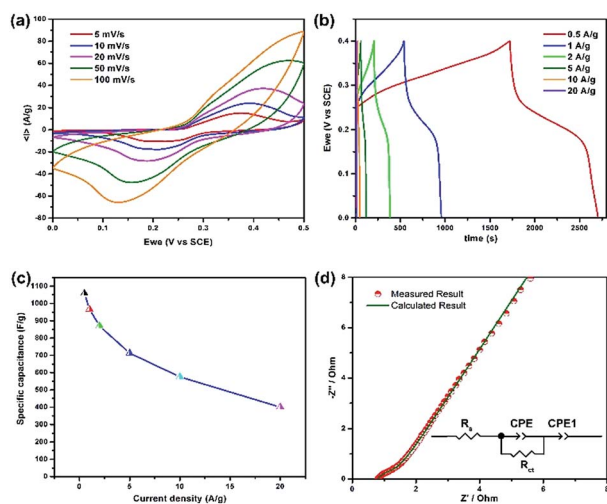 (a)
5 mV/s
10 mV/s
20 mV/s
50 mV/s
100 mV/s
<I> (A/g)
100
80
60
40
20
0
-20
-40
-60
-80
0.0 0.1 0.2 0.3 0.4 0.5
Ewe (V vs SCE)
(b)
0.5 A/g
1 A/g
2 A/g
5 A/g
10 A/g
20 A/g
Ewe (V vs SCE)
0.4
0.3
0.2
0.1
0.0
0 500 1000 1500 2000 2500
time (s)
(c)
Specific capacitance (F/g)
1100
1000
900
800
700
600
500
400
300
200
100
0
0 5 10 15 20
Current density (A/g)
(d)
Measured Result
Calculated Result
-Z'' / Ohm
8
6
4
2
0
0 2 4 6 8
Z' / Ohm
Rs CPE CPE1
Rct